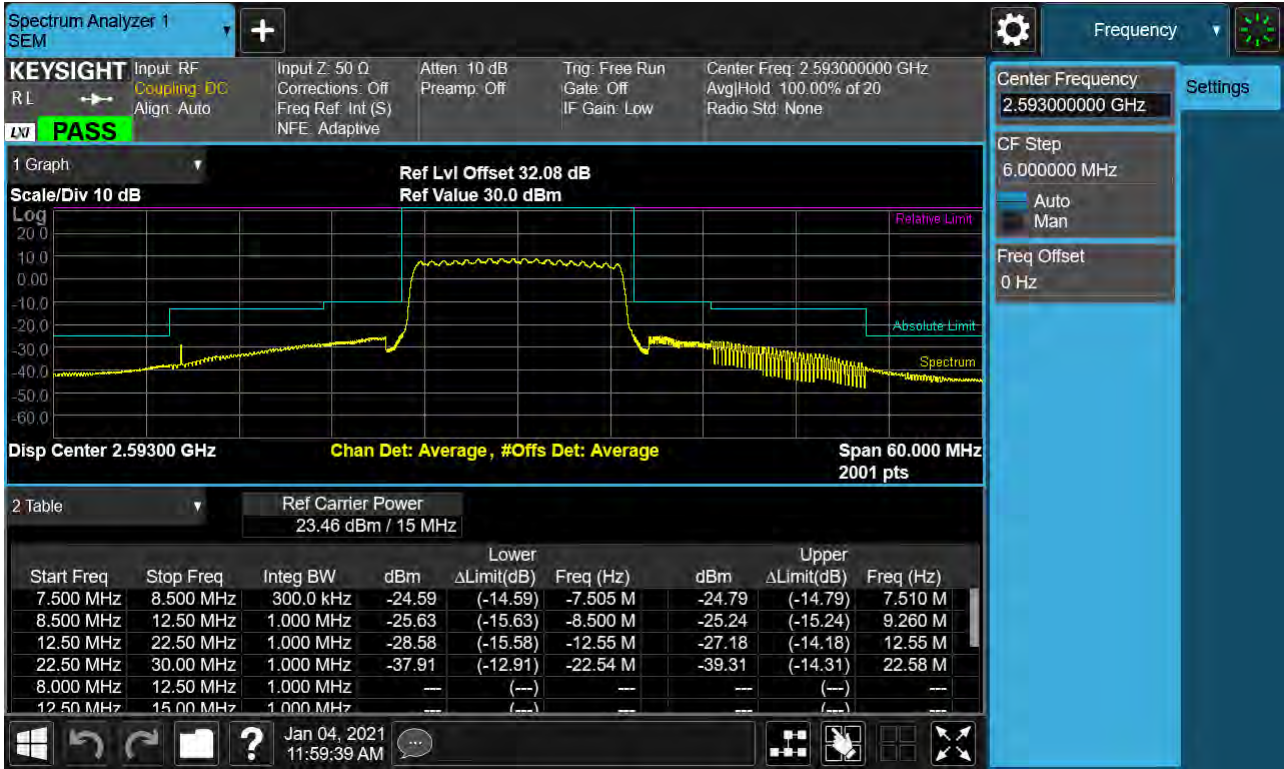 Spectrum Analyzer 1
SEM
+
Frequency
KEYSIGHT
R L
LXI
PASS
Input: RF
Coupling: DC
Align: Auto
Input Z: 50 Ω
Corrections: Off
Freq Ref: Int (S)
NFE: Adaptive
Atten: 10 dB
Preamp: Off
Trig: Free Run
Gate: Off
IF Gain: Low
Center Freq: 2.593000000 GHz
Avg|Hold: 100.00% of 20
Radio Std: None
Center Frequency
2.593000000 GHz
Settings
CF Step
6.000000 MHz
Auto
Man
Freq Offset
0 Hz
1 Graph
Scale/Div 10 dB
Ref Lvl Offset 32.08 dB
Ref Value 30.0 dBm
Log
20.0
10.0
0.00
-10.0
-20.0
-30.0
-40.0
-50.0
-60.0
Relative Limit
Absolute Limit
Spectrum
Disp Center 2.59300 GHz
Chan Det: Average , #Offs Det: Average
Span 60.000 MHz
2001 pts
2 Table
Ref Carrier Power
23.46 dBm / 15 MHz
Lower Upper
Start Freq Stop Freq Integ BW dBm ΔLimit(dB) Freq (Hz) dBm ΔLimit(dB) Freq (Hz)
7.500 MHz 8.500 MHz 300.0 kHz -24.59 (-14.59) -7.505 M -24.79 (-14.79) 7.510 M
8.500 MHz 12.50 MHz 1.000 MHz -25.63 (-15.63) -8.500 M -25.24 (-15.24) 9.260 M
12.50 MHz 22.50 MHz 1.000 MHz -28.58 (-15.58) -12.55 M -27.18 (-14.18) 12.55 M
22.50 MHz 30.00 MHz 1.000 MHz -37.91 (-12.91) -22.54 M -39.31 (-14.31) 22.58 M
8.000 MHz 12.50 MHz 1.000 MHz --- (---) --- --- (---) ---
12.50 MHz 15.00 MHz 1.000 MHz --- (---) --- --- (---) ---
?
Jan 04, 2021
11:59:39 AM